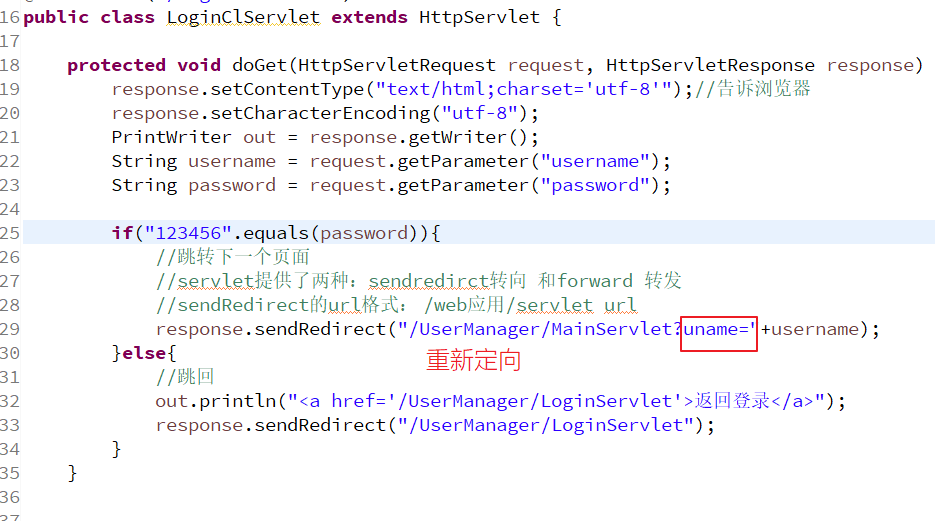 16 public class LoginClServlet extends HttpServlet {
17
18 protected void doGet(HttpServletRequest request, HttpServletResponse response)
19 response.setContentType("text/html;charset='utf-8'");//告诉浏览器
20 response.setCharacterEncoding("utf-8");
21 PrintWriter out = response.getWriter();
22 String username = request.getParameter("username");
23 String password = request.getParameter("password");
24
25 if("123456".equals(password)){
26 //跳转下一个页面
27 //servlet提供了两种：sendredirct转向 和forward 转发
28 //sendRedirect的url格式： /web应用/servlet url
29 response.sendRedirect("/UserManager/MainServlet?uname="+username);
30 }else{
重新定向
31 //跳回
32 out.println("<a href='/UserManager/LoginServlet'>返回登录</a>");
33 response.sendRedirect("/UserManager/LoginServlet");
34 }
35 }
36